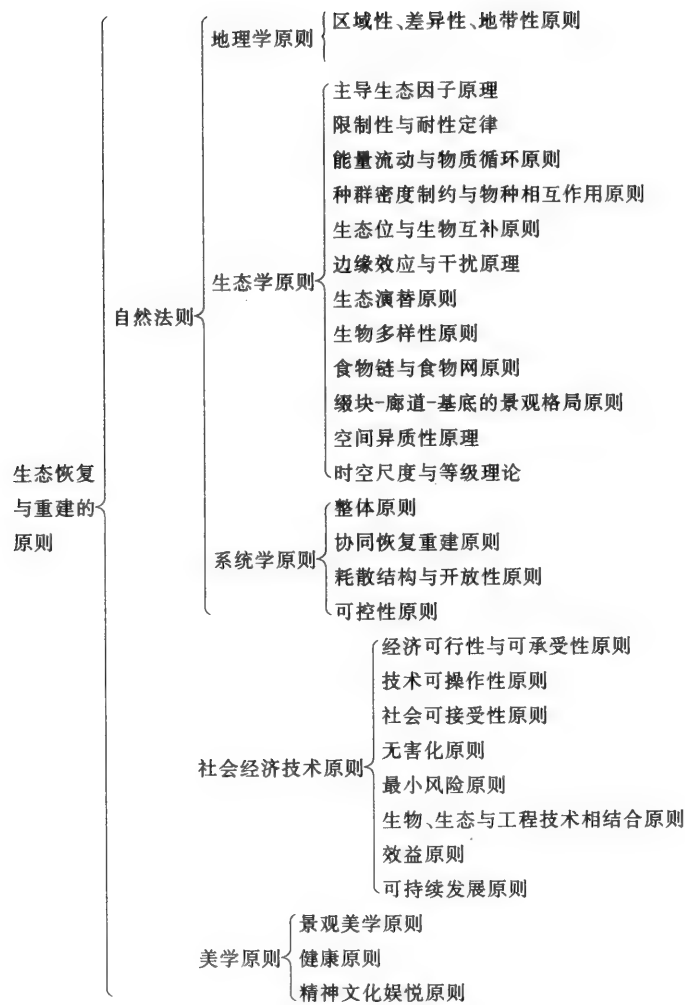 区域性、差异性、地带性原则
地理学原则
主导生态因子原理
限制性与耐性定律
能量流动与物质循环原则
种群密度制约与物种相互作用原则
生态位与生物互补原则
边缘效应与干扰原理
生态学原则
生态演替原则
自然法则
生物多样性原则
食物链与食物网原则
缀块-廊道-基底的景观格局原则
空间异质性原理
时空尺度与等级理论
生态恢复
与重建的
原则
整体原则
协同恢复重建原则
系统学原则
耗散结构与开放性原则
可控性原则
经济可行性与可承受性原则
技术可操作性原则
社会可接受性原则
无害化原则
社会经济技术原则
最小风险原则
生物、生态与工程技术相结合原则
效益原则
可持续发展原则
景观美学原则
美学原则
健康原则
精神文化娱悦原则